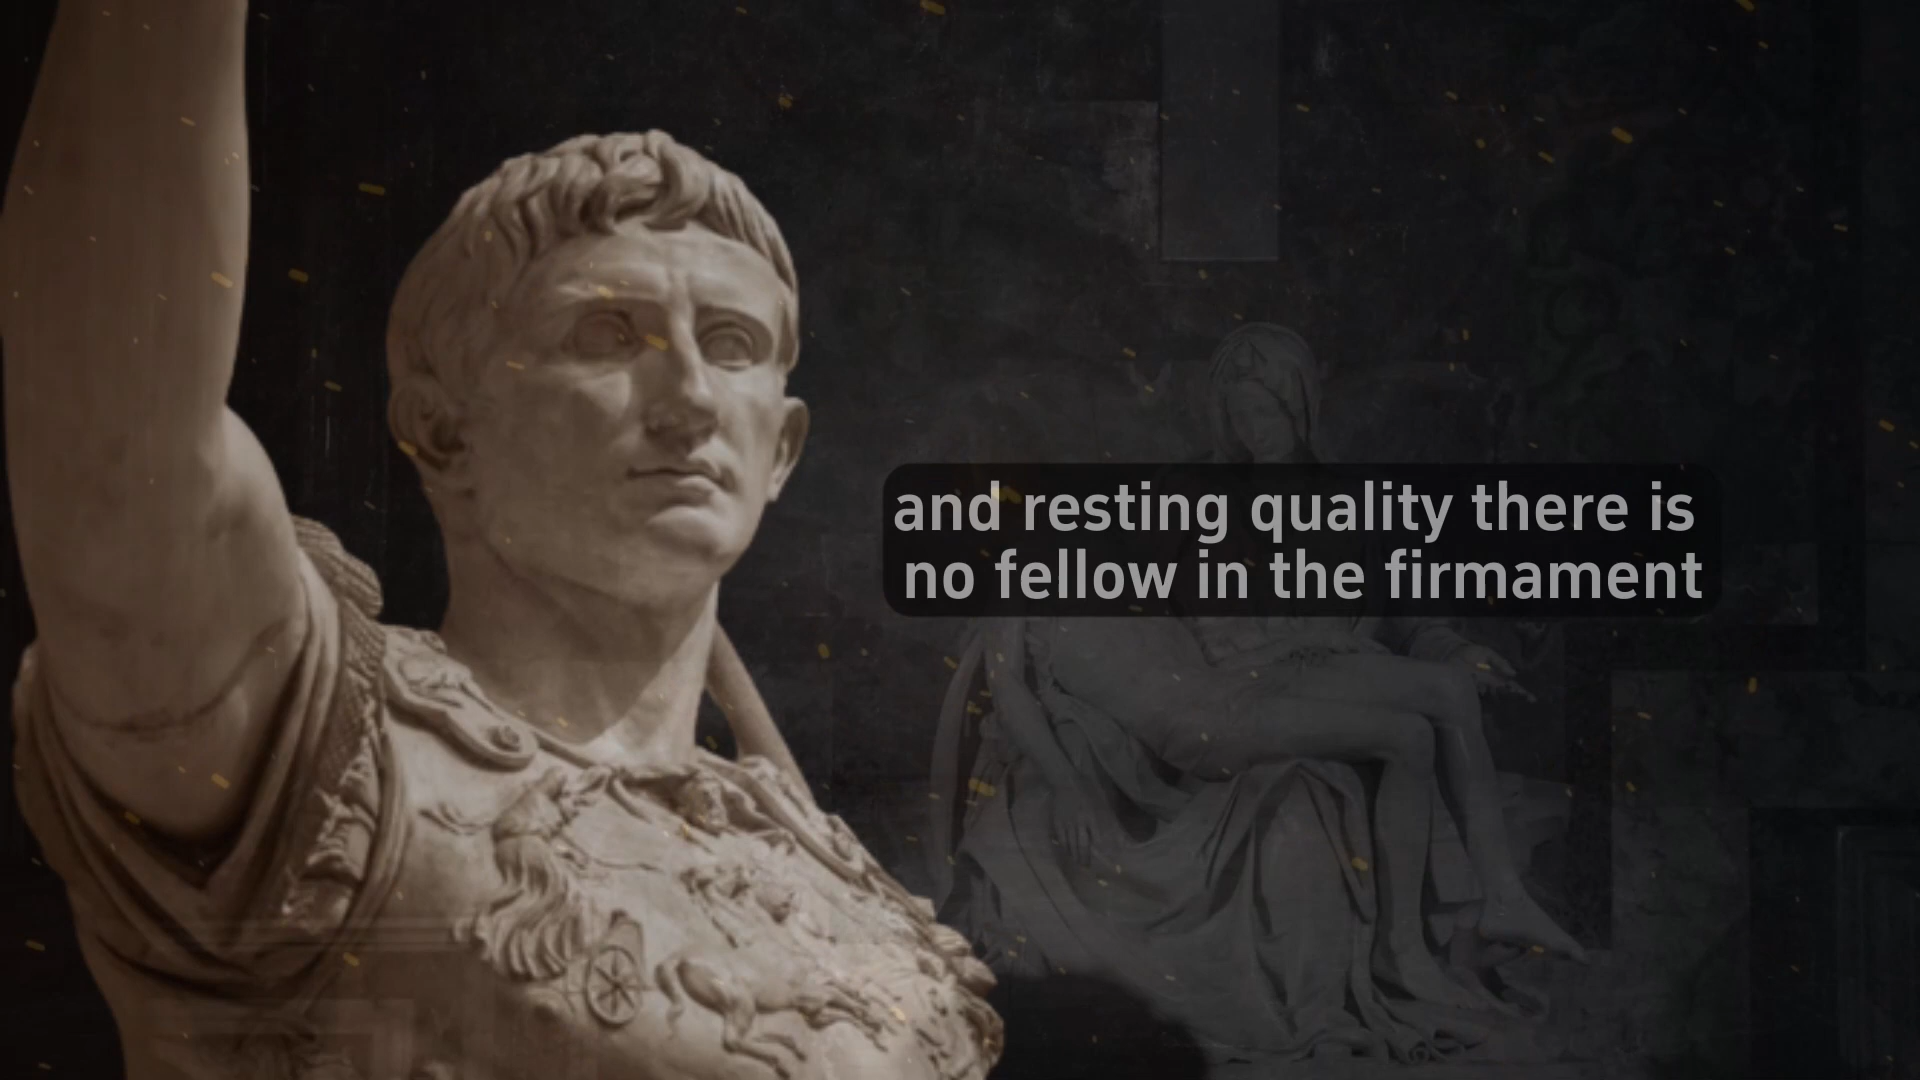 and resting quality there is
no fellow in the firmament